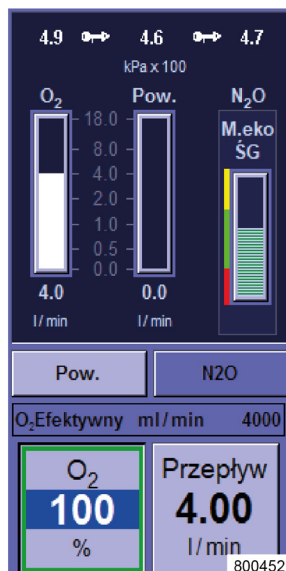 4.9 4.6 4.7
kPa x 100
O₂ Pow. N₂O
M.eko
ŚG
18.0
8.0
4.0
2.0
1.0
0.5
0.0
4.0 0.0
l/min l/min
Pow. N2O
O₂Efektywny ml/min 4000
O₂ Przepływ
100 4.00
% l/min
800452